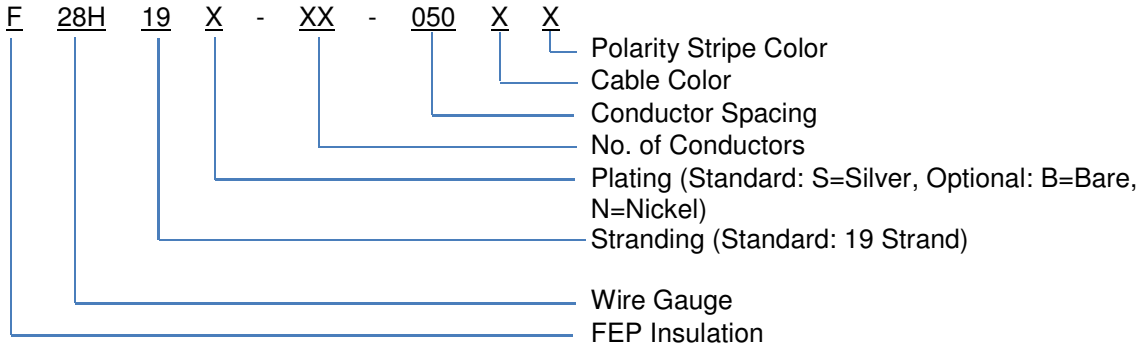 F 28H 19 X - XX - 050 X X
Polarity Stripe Color
Cable Color
Conductor Spacing
No. of Conductors
Plating (Standard: S=Silver, Optional: B=Bare,
N=Nickel)
Stranding (Standard: 19 Strand)
Wire Gauge
FEP Insulation